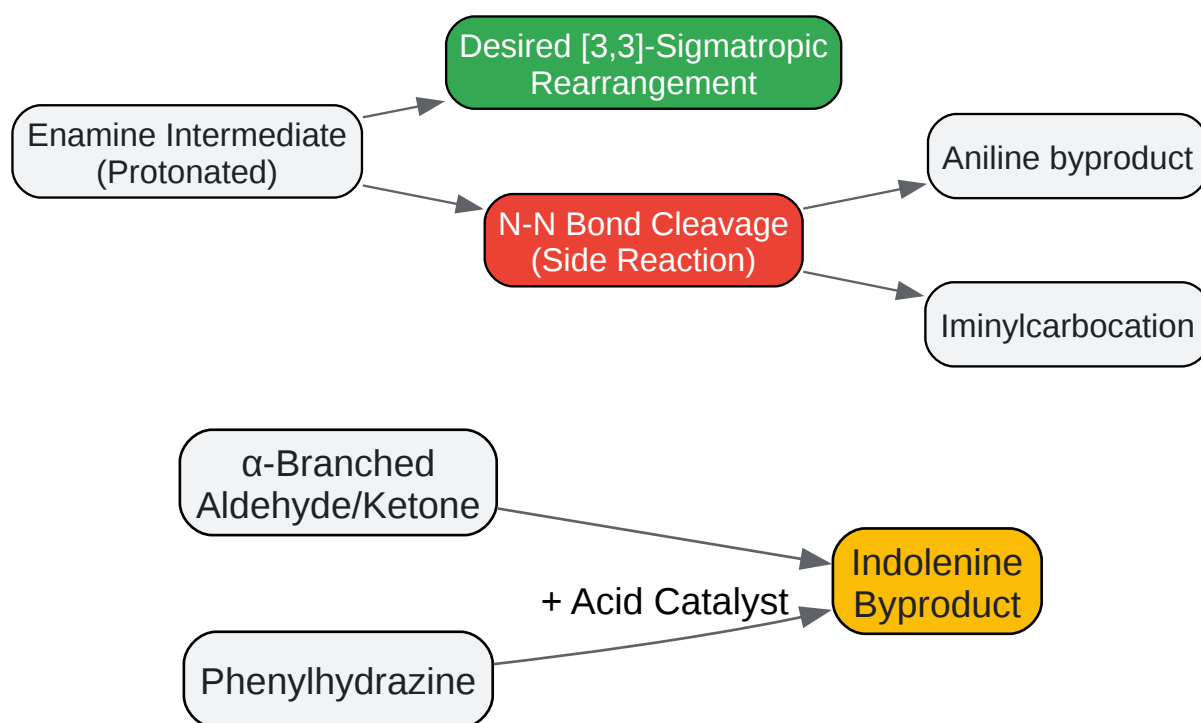 Desired [3,3]-Sigmatropic
Rearrangement
Enamine Intermediate
(Protonated)
Aniline byproduct
N-N Bond Cleavage
(Side Reaction)
Iminylcarbocation
α-Branched
Aldehyde/Ketone
Indolenine
Byproduct
+ Acid Catalyst
Phenylhydrazine